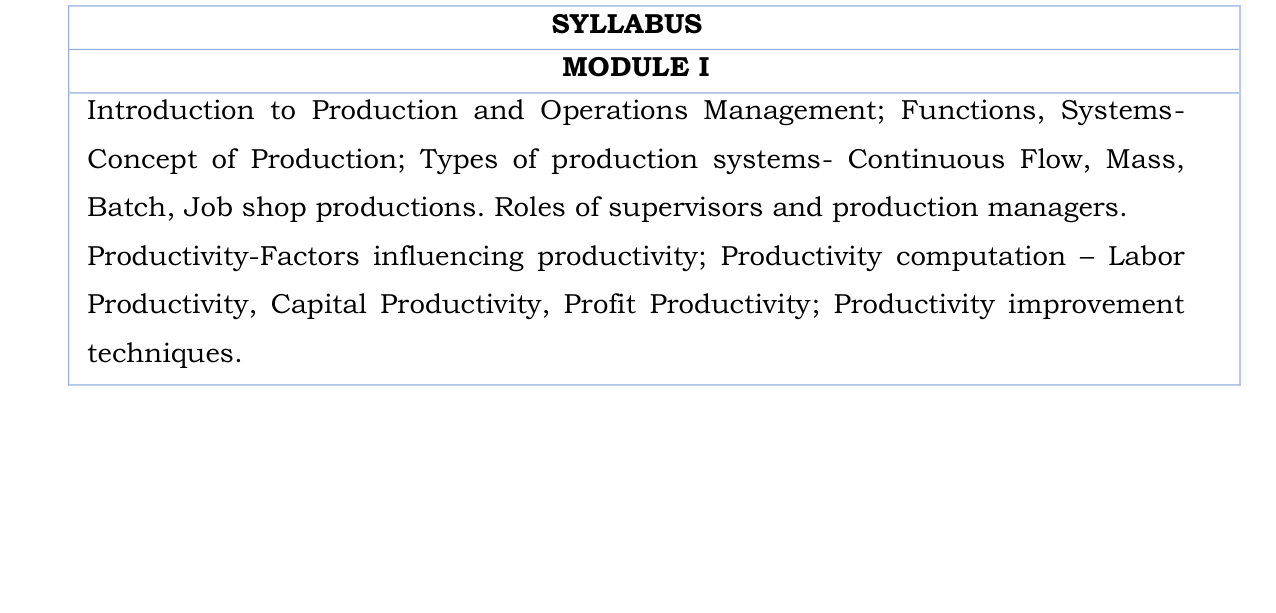 SYLLABUS
MODULE I
Introduction to Production and Operations Management; Functions, Systems-
Concept of Production; Types of production systems- Continuous Flow, Mass,
Batch, Job shop productions. Roles of supervisors and production managers.
Productivity-Factors influencing productivity; Productivity computation – Labor
Productivity, Capital Productivity, Profit Productivity; Productivity improvement
techniques.